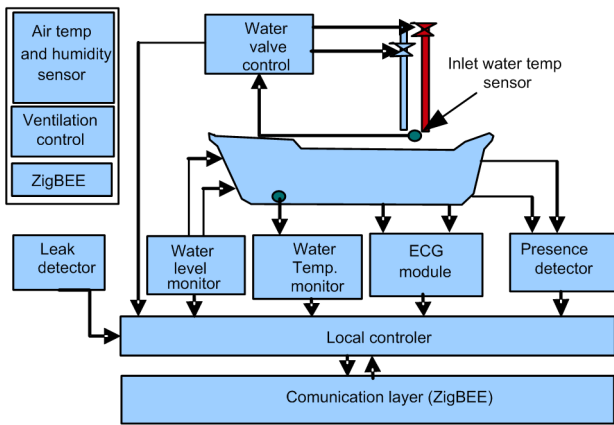 Air temp
and humidity
sensor
Ventilation
control
ZigBEE
Water
valve
control
Inlet water temp
sensor
Leak
detector
Water
level
monitor
Water
Temp.
monitor
ECG
module
Presence
detector
Local controler
Comunication layer (ZigBEE)